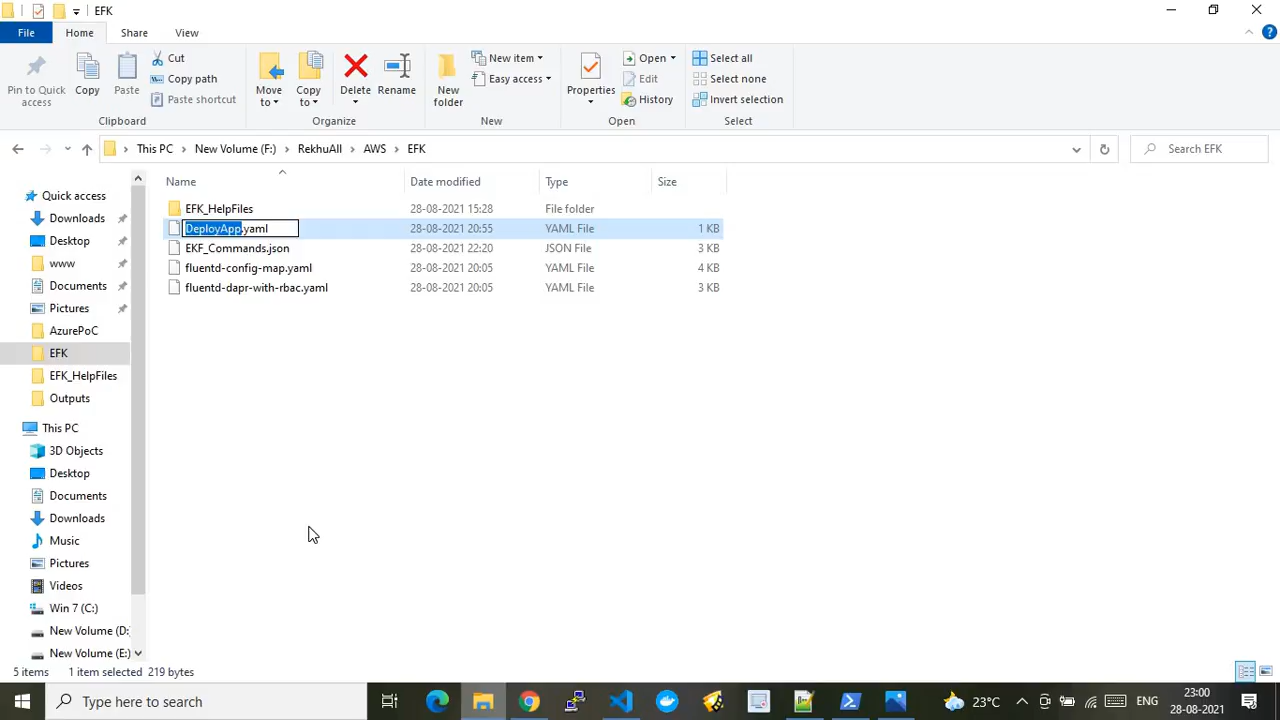 EFK
File Home Share View
Pin to Quick access
Copy
Paste
Cut
Copy path
Paste shortcut
Clipboard
Move to
Copy to
Delete
Rename
Organize
New folder
New item
Easy access
New
Properties
Open
Edit
History
Open
Select all
Select none
Invert selection
Select
This PC New Volume (F:) RekhuAll AWS EFK
Search EFK
Name Date modified Type Size
EFK_HelpFiles 28-08-2021 15:28 File folder
DeployApp.yaml 28-08-2021 20:55 YAML File 1 KB
EKF_Commands.json 28-08-2021 22:20 JSON File
fluentd-config-map.yaml 28-08-2021 20:05 YAML File 4 KB
fluentd-dapr-with-rbac.yaml 28-08-2021 20:05 YAML File 3 KB
Quick access
Downloads
Desktop
www
Documents
Pictures
AzurePoC
EFK
EFK_HelpFiles
Outputs
This PC
3D Objects
Desktop
Documents
Downloads
Music
Pictures
Videos
Win 7 (C:)
New Volume (D:
New Volume (E:)
5 items 1 item selected 219 bytes
Type here to search
23°C
ENG
23:00
28-08-2021